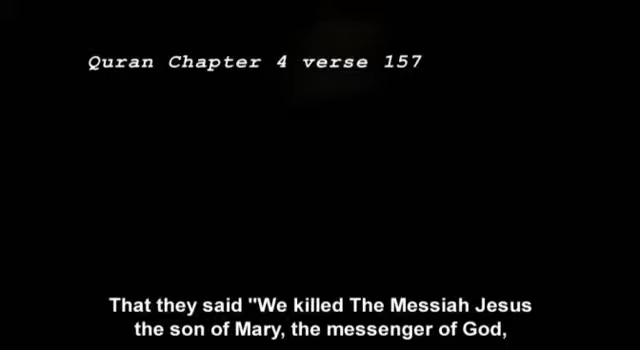 Quran Chapter 4 verse 157
That they said "We killed The Messiah Jesus
the son of Mary, the messenger of God,